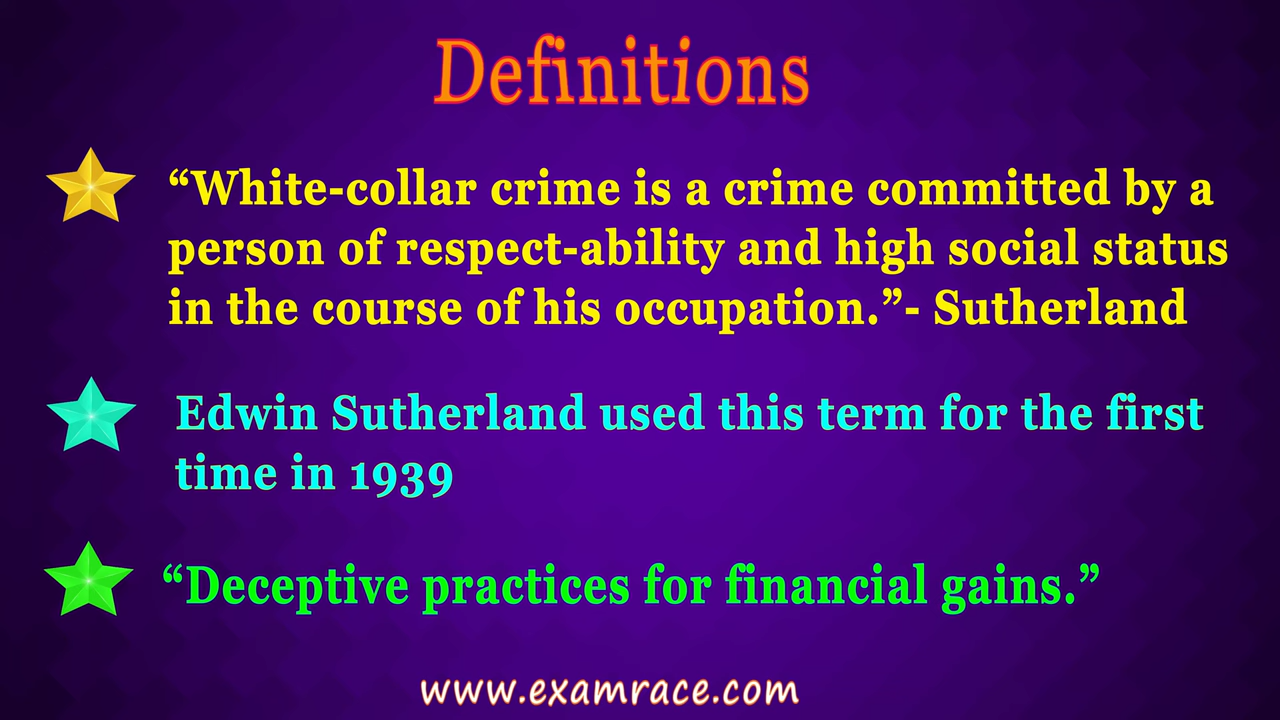 Definitions
“White-collar crime is a crime committed by a
person of respect-ability and high social status
in the course of his occupation.”- Sutherland
Edwin Sutherland used this term for the first
time in 1939
“Deceptive practices for financial gains.”
www.examrace.com